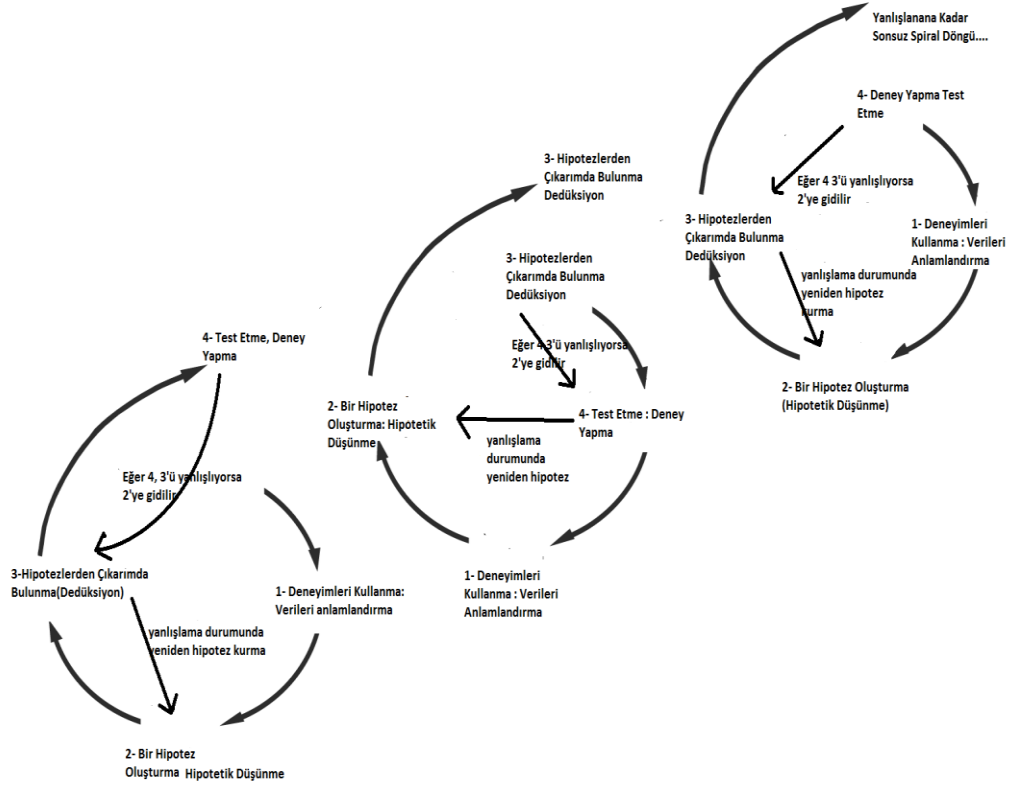 Yanlışlanana Kadar
Sonsuz Spiral Döngü....
4- Deney Yapma Test
Etme
Eğer 4 3'ü yanlışlıyorsa
2'ye gidilir
3- Hipotezlerden
Çıkarımda Bulunma
Dedüksiyon
1- Deneyimleri
Kullanma : Verileri
Anlamlandırma
yanlışlama durumunda
yeniden hipotez
kurma
2- Bir Hipotez Oluşturma
(Hipotetik Düşünme)
3- Hipotezlerden
Çıkarımda Bulunma
Dedüksiyon
3- Hipotezlerden
Çıkarımda Bulunma
Dedüksiyon
Eğer 4 3'ü yanlışlıyorsa
2'ye gidilir
2- Bir Hipotez
Oluşturma: Hipotetik
Düşünme
4- Test Etme : Deney
Yapma
yanlışlama
durumunda
yeniden hipotez
1- Deneyimleri
Kullanma : Verileri
Anlamlandırma
4- Test Etme, Deney
Yapma
Eğer 4, 3'ü yanlışlıyorsa
2'ye gidilir
3-Hipotezlerden Çıkarımda
Bulunma(Dedüksiyon)
1- Deneyimleri Kullanma:
Verileri anlamlandırma
yanlışlama durumunda
yeniden hipotez kurma
2- Bir Hipotez
Oluşturma Hipotetik Düşünme